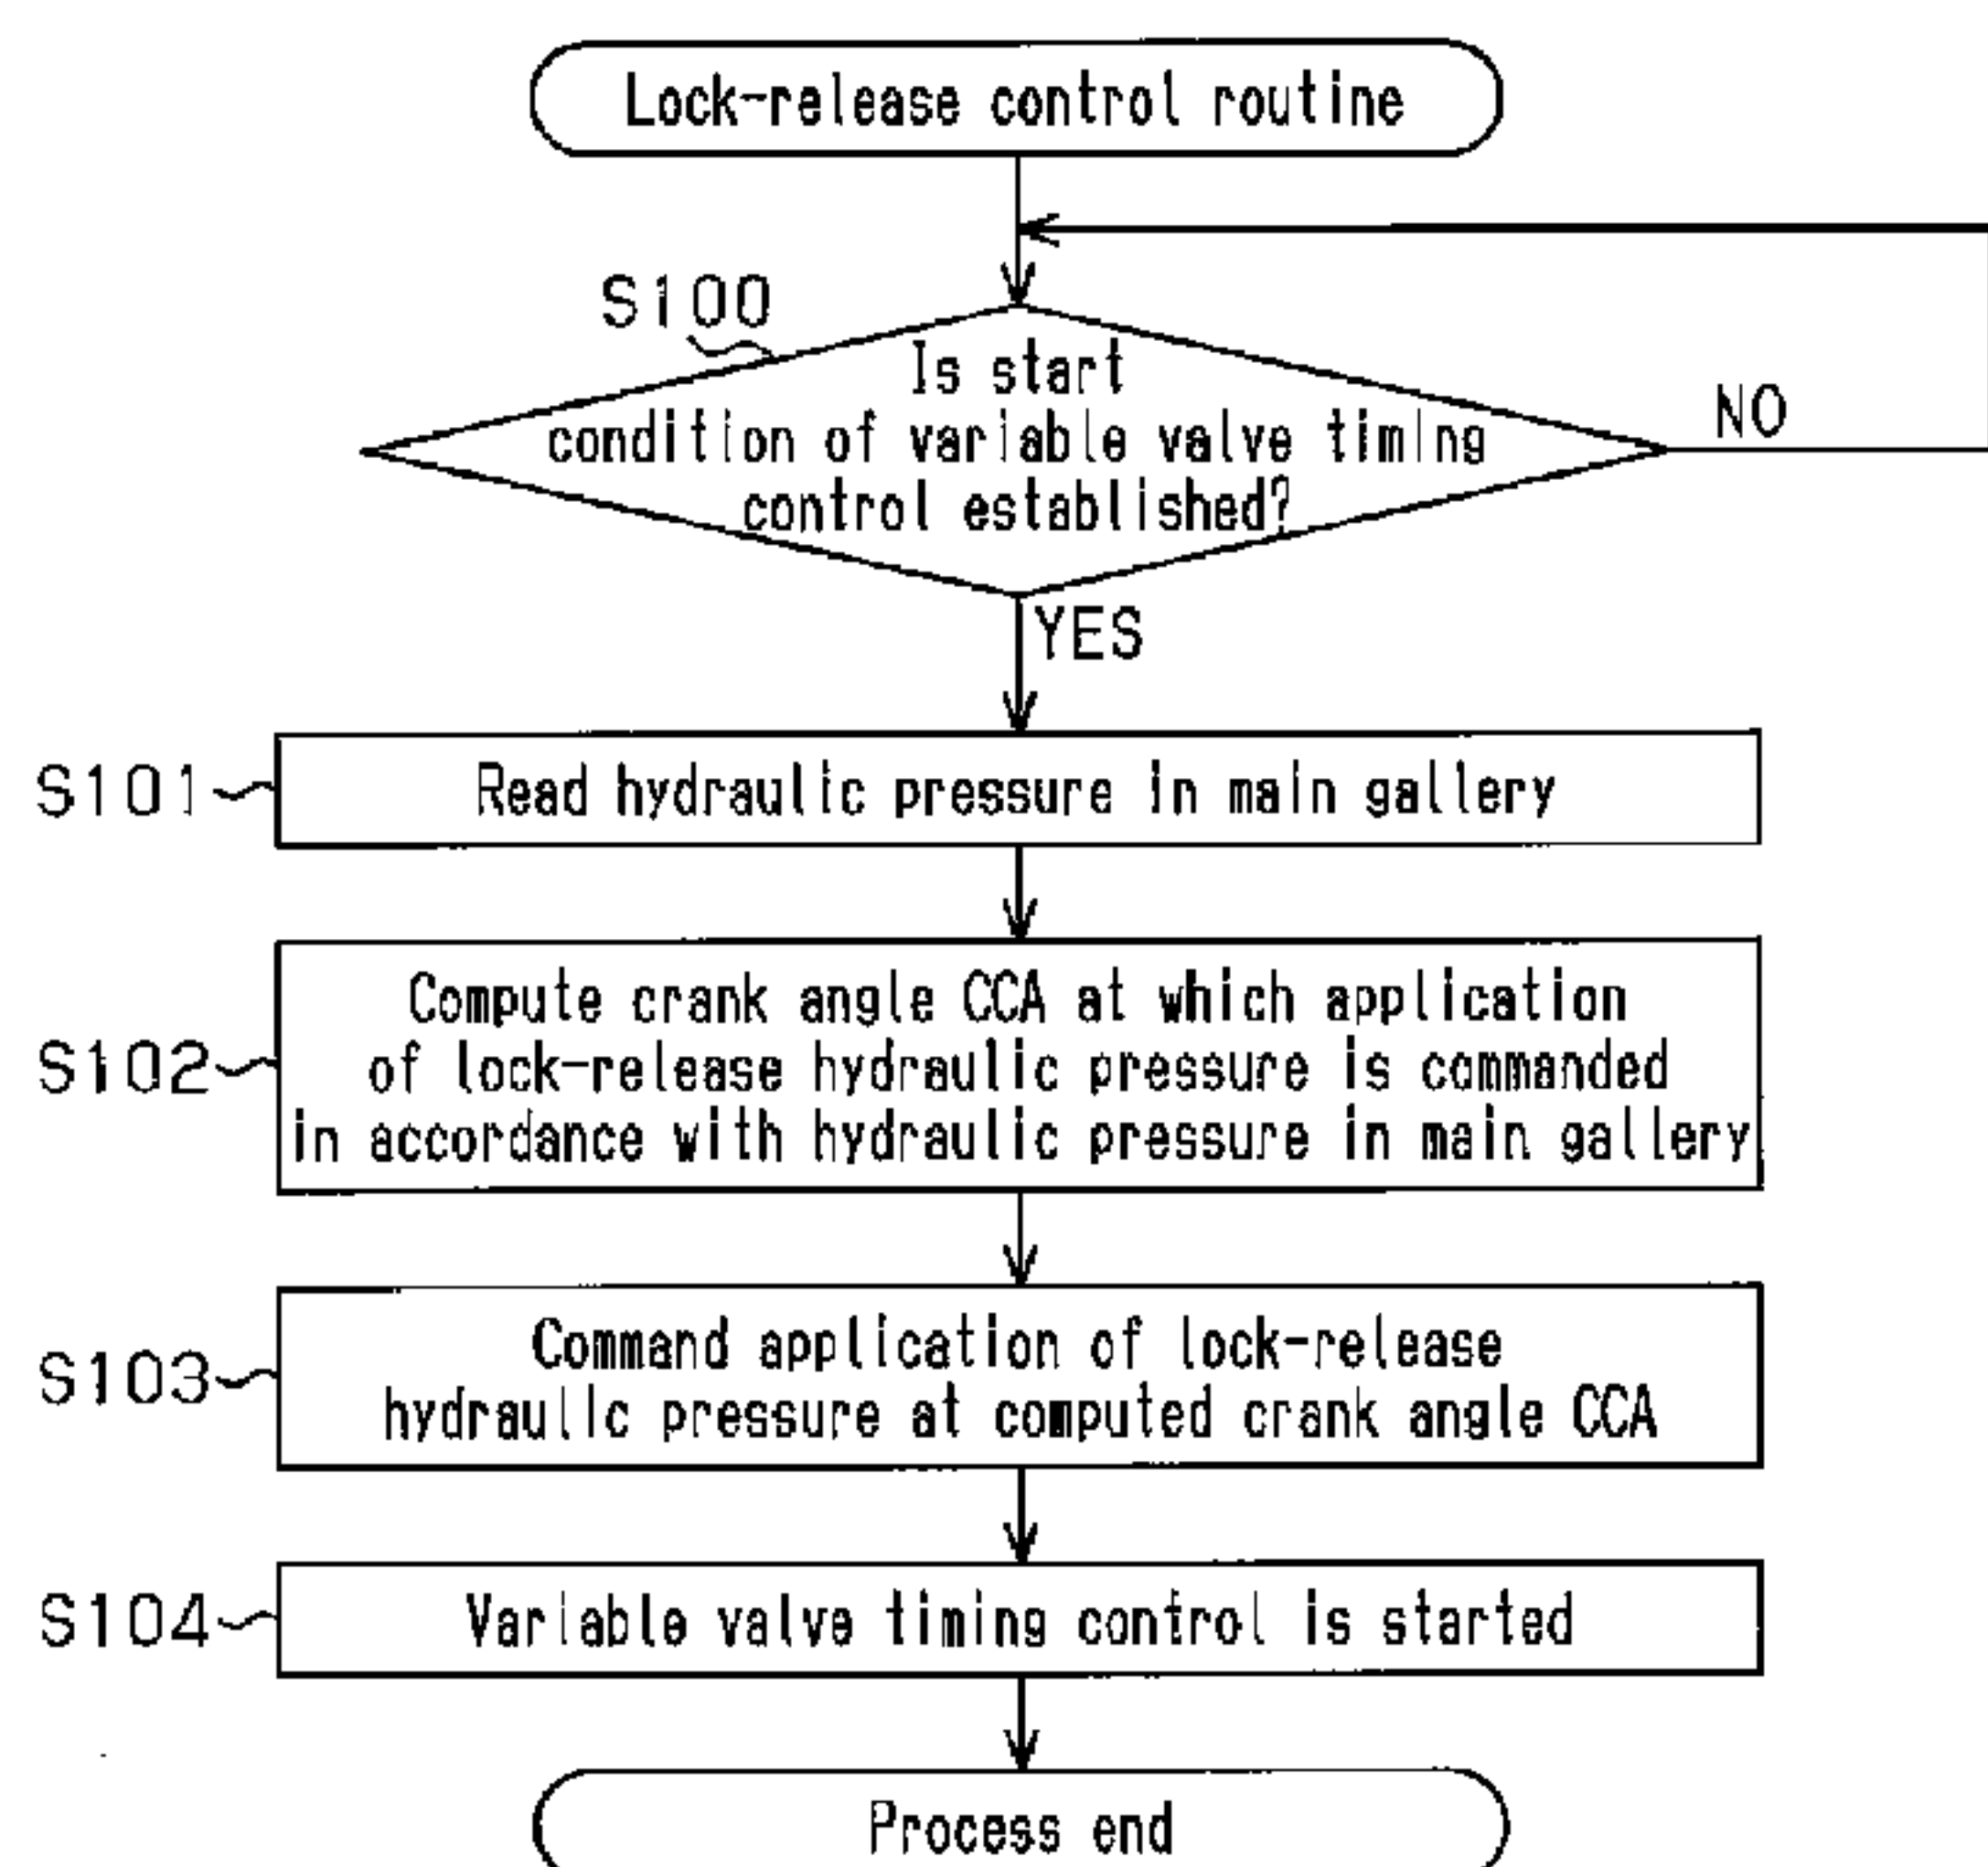 Lock-release control routine
S100
Is start
condition of variable valve timing
control established?
NO
YES
S101
Read hydraulic pressure in main gallery
S102
Compute crank angle CCA at which application
of lock-release hydraulic pressure is commanded
in accordance with hydraulic pressure in main gallery
S103
Command application of lock-release
hydraulic pressure at computed crank angle CCA
S104
Variable valve timing control is started
Process end